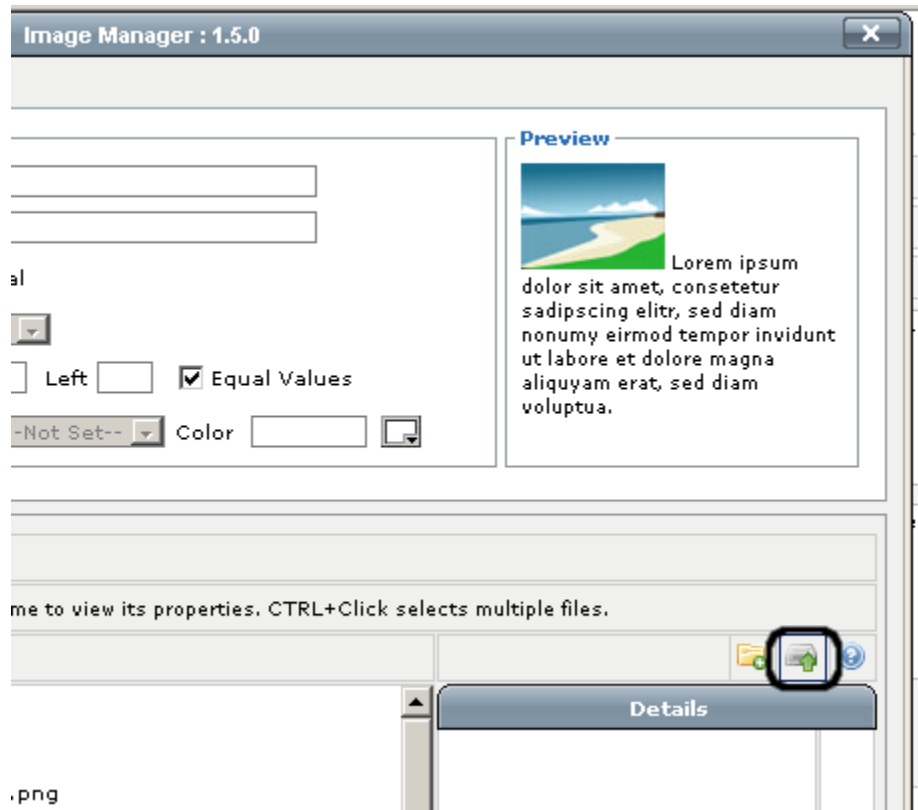 Image Manager : 1.5.0
Preview
Lorem ipsum
dolor sit amet, consetetur
sadipscing elitr, sed diam
nonumy eirmod tempor invidunt
ut labore et dolore magna
aliquyam erat, sed diam
voluptua.
al
Left Equal Values
-Not Set-- Color
me to view its properties. CTRL+Click selects multiple files.
Details
.png